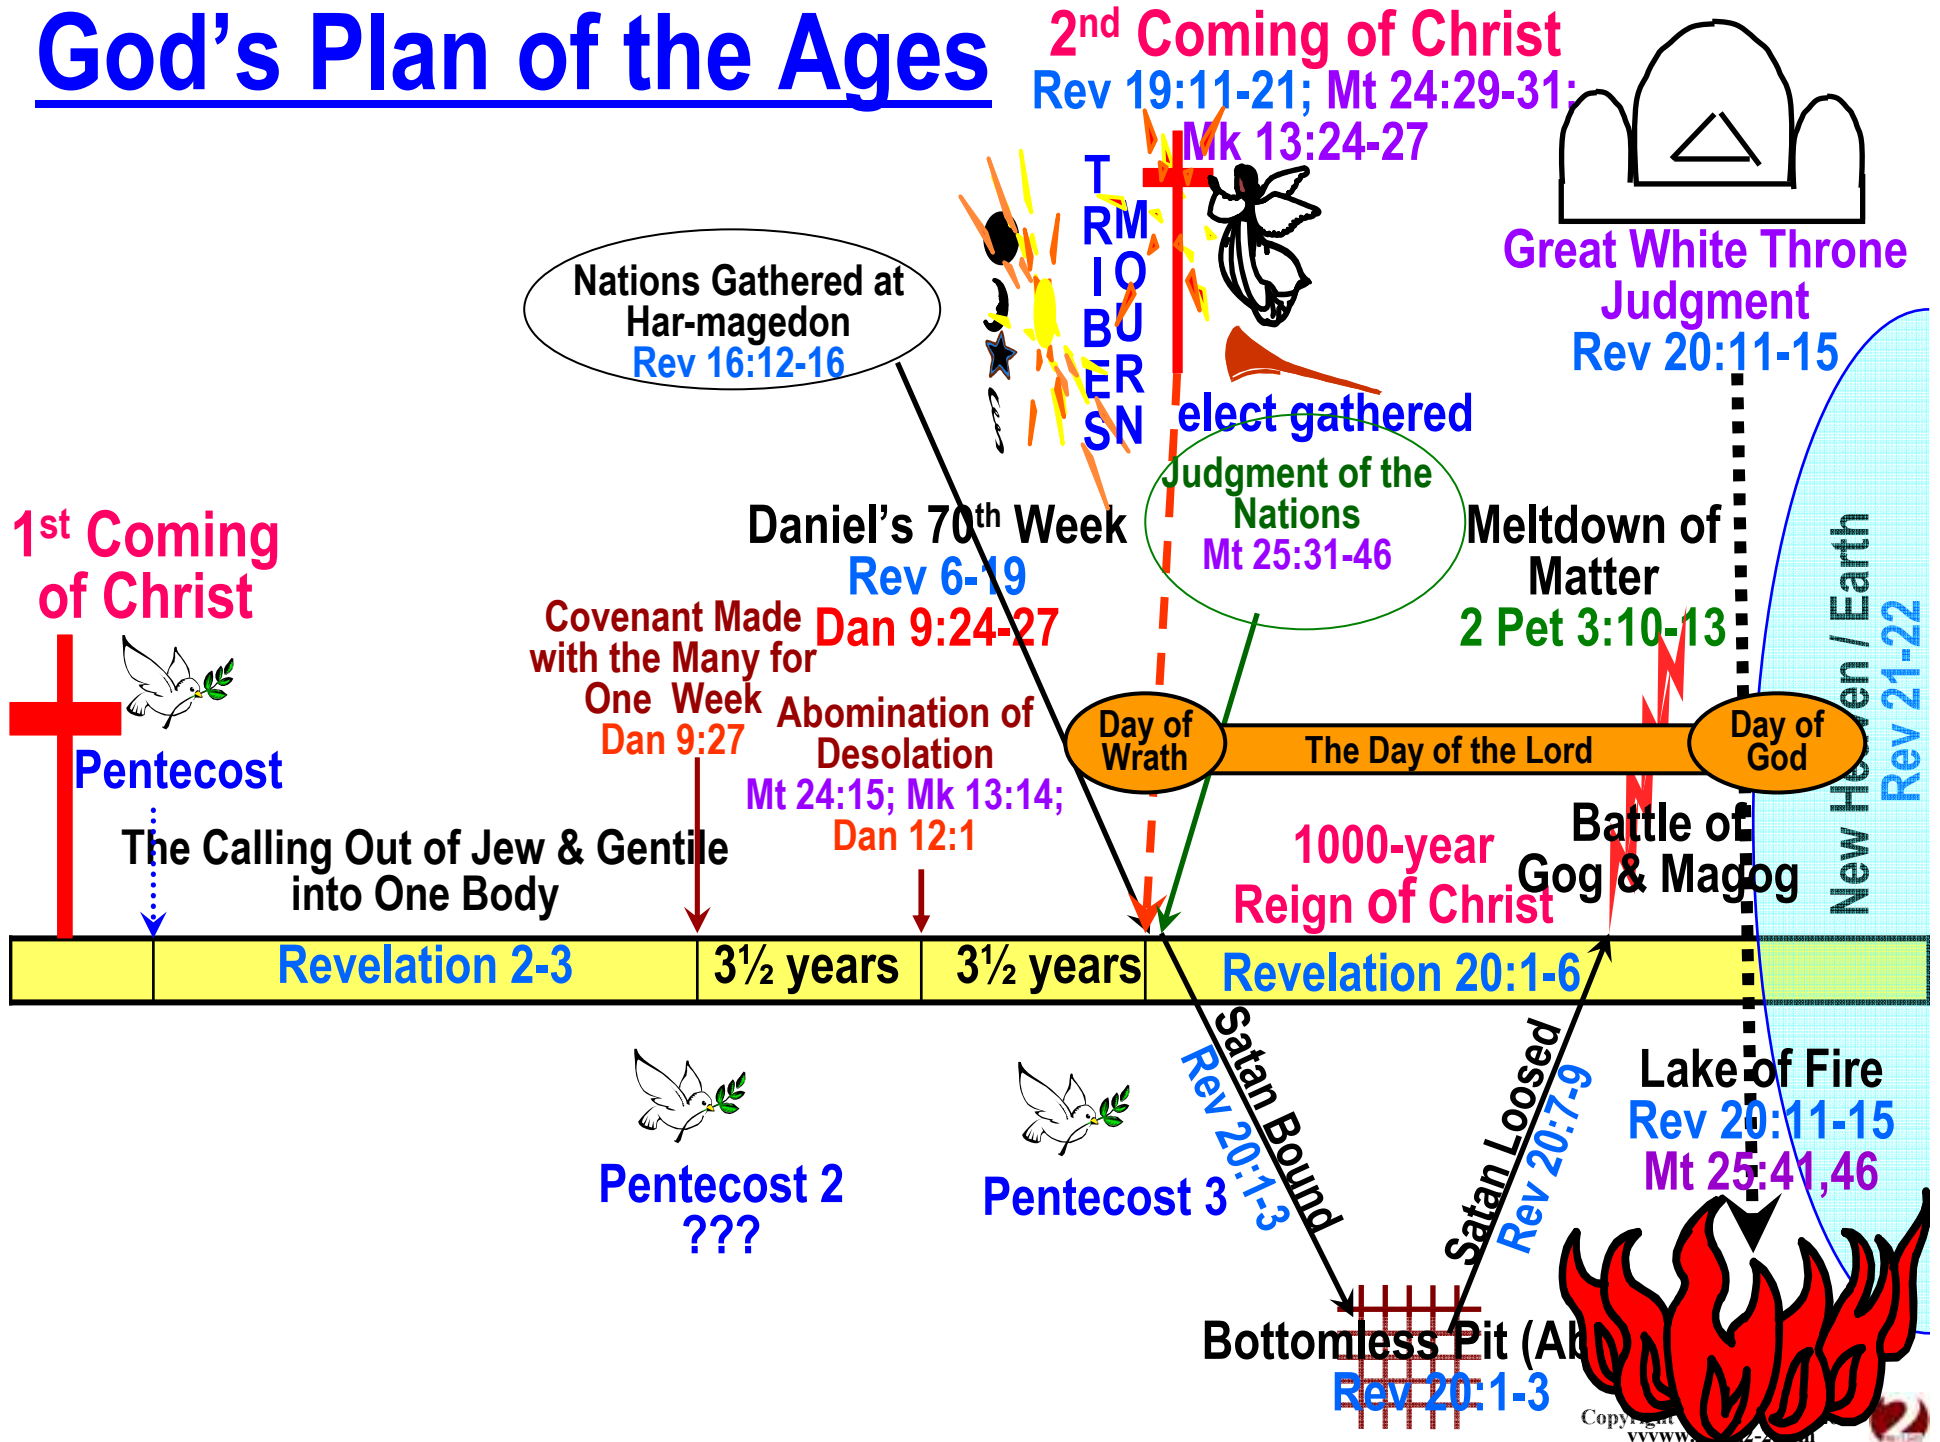 God's Plan of the Ages
2nd Coming of Christ
Rev 19:11-21; Mt 24:29-31;
Mk 13:24-27
TRIBES
MOURN
elect gathered
Great White Throne
Judgment
Rev 20:11-15
Nations Gathered at
Har-magedon
Rev 16:12-16
Judgment of the
Nations
Mt 25:31-46
Daniel's 70th Week
Rev 6-19
Dan 9:24-27
Meltdown of
Matter
2 Pet 3:10-13
New Heaven / Earth
Rev 21-22
1st Coming
of Christ
Pentecost
Covenant Made
with the Many for
One Week
Dan 9:27
Abomination of
Desolation
Mt 24:15; Mk 13:14;
Dan 12:1
Day of
Wrath
The Day of the Lord
Day of
God
The Calling Out of Jew & Gentile
into One Body
1000-year
Reign of Christ
Battle of
Gog & Magog
Revelation 2-3
3½ years
3½ years
Revelation 20:1-6
Pentecost 2
???
Pentecost 3
Satan Bound
Rev 20:1-3
Satan Loosed
Rev 20:7-9
Lake of Fire
Rev 20:11-15
Mt 25:41,46
Bottomless Pit (Ab
Rev 20:1-3
Copyright